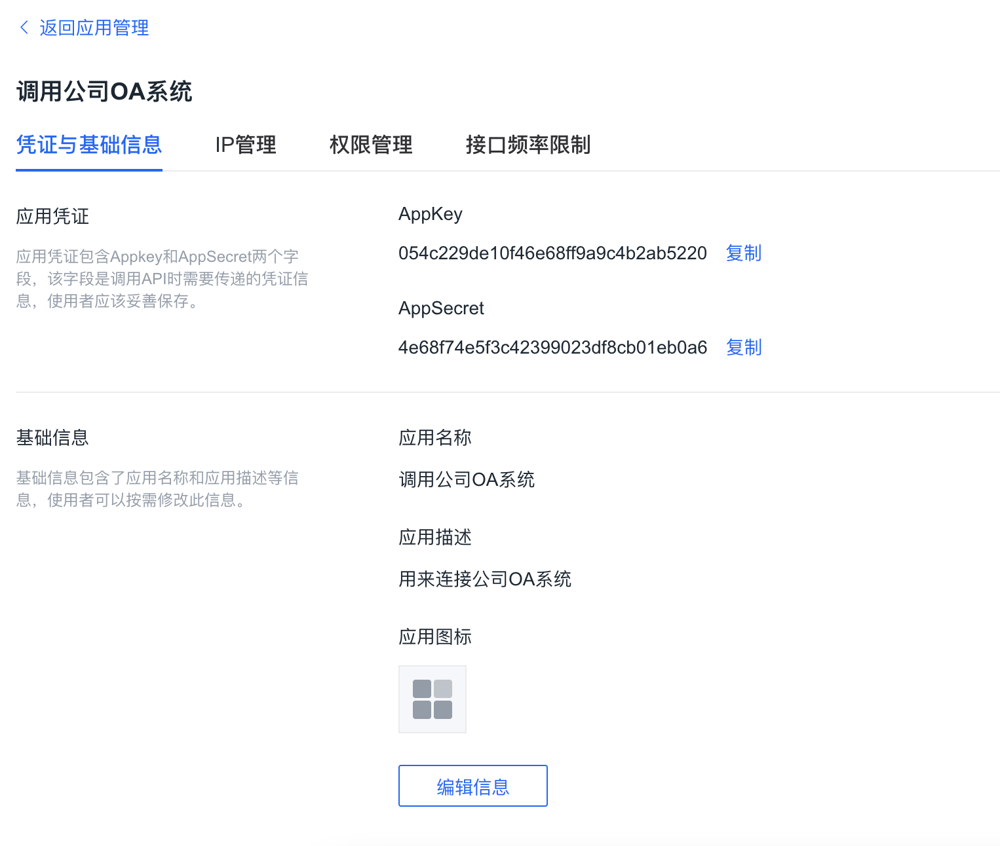 返回应用管理
调用公司OA系统
凭证与基础信息 IP管理 权限管理 接口频率限制
应用凭证
应用凭证包含Appkey和AppSecret两个字
段，该字段是调用API时需要传递的凭证信
息，使用者应该妥善保存。
AppKey
054c229de10f46e68ff9a9c4b2ab5220 复制
AppSecret
4e68f74e5f3c42399023df8cb01eb0a6 复制
基础信息
基础信息包含了应用名称和应用描述等信
息，使用者可以按需修改此信息。
应用名称
调用公司OA系统
应用描述
用来连接公司OA系统
应用图标
编辑信息